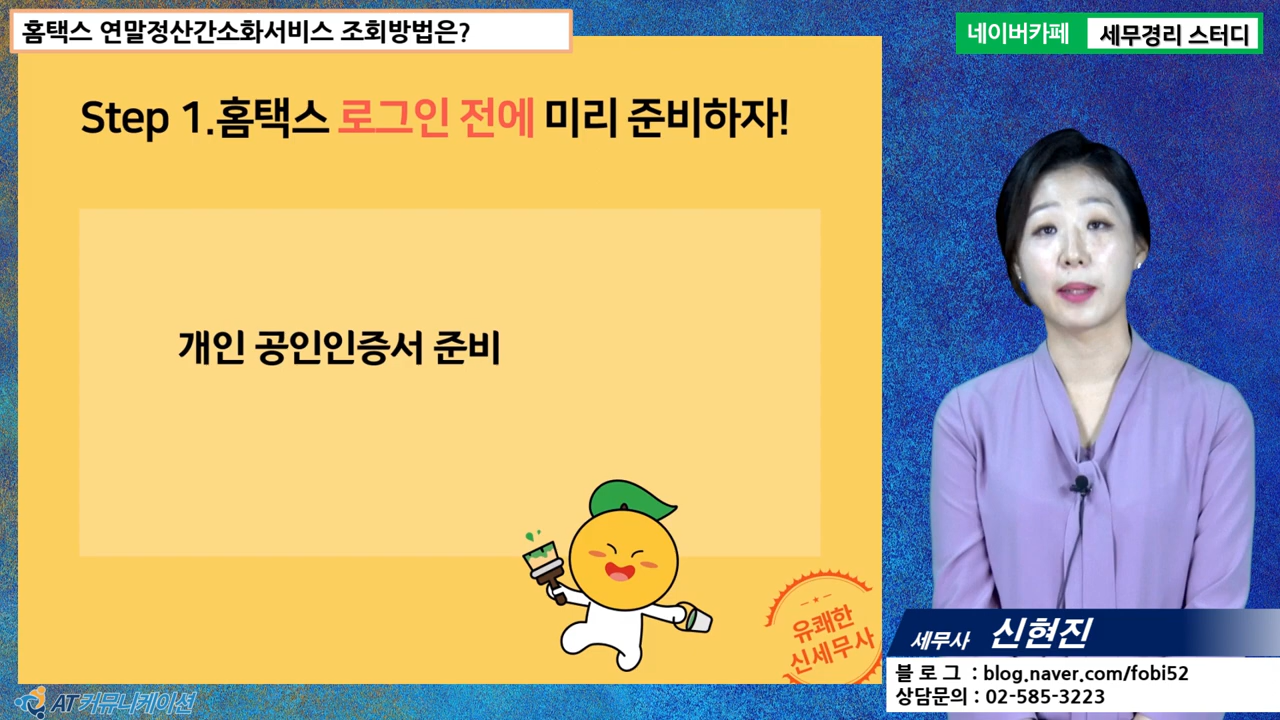 홈택스 연말정산간소화서비스 조회방법은?
네이버카페 세무경리 스터디
Step 1.홈택스 로그인 전에 미리 준비하자!
개인 공인인증서 준비
유쾌한
신세무사
세무사 신현진
블로그 : blog.naver.com/fobi52
상담문의 : 02-585-3223
AT커뮤니케이션